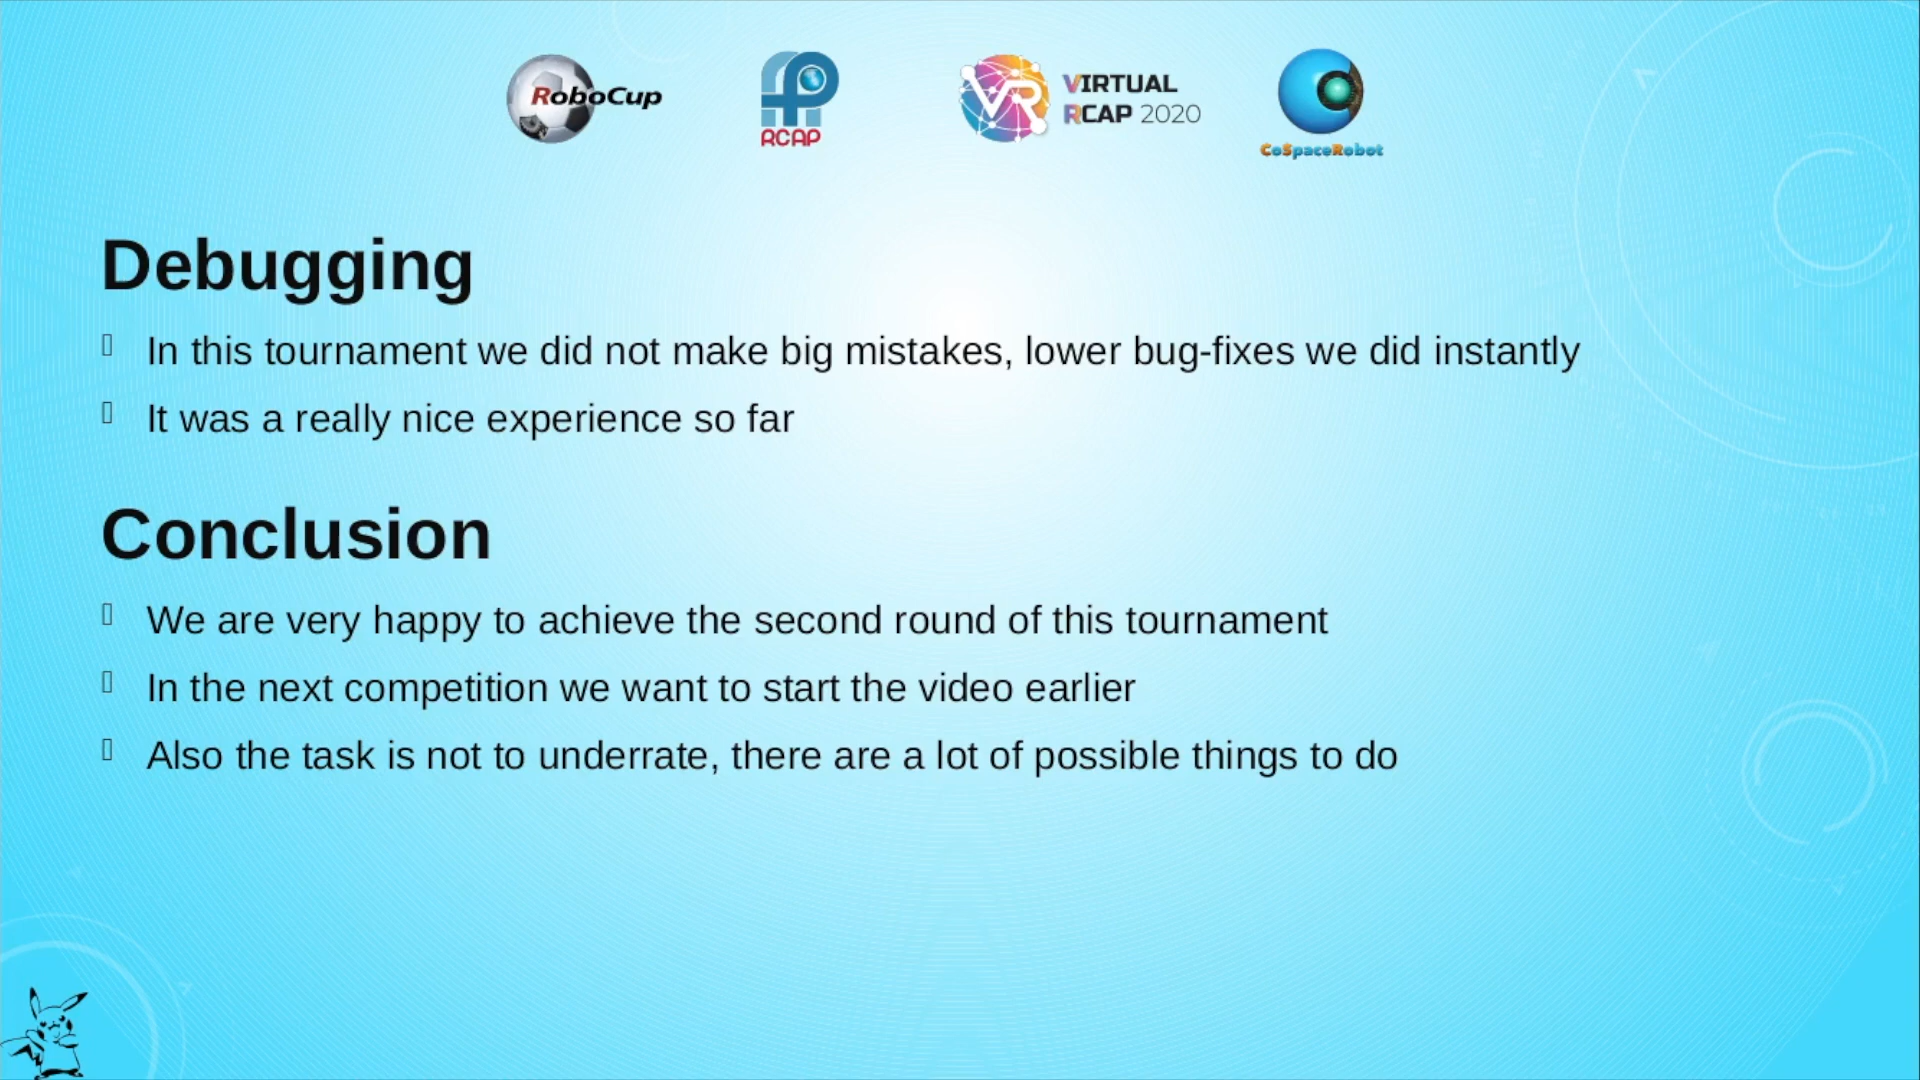 RoboCup
RCAP
VR
VIRTUAL
RCAP 2020
CoSpaceRobot
Debugging
In this tournament we did not make big mistakes, lower bug-fixes we did instantly
It was a really nice experience so far
Conclusion
We are very happy to achieve the second round of this tournament
In the next competition we want to start the video earlier
Also the task is not to underrate, there are a lot of possible things to do